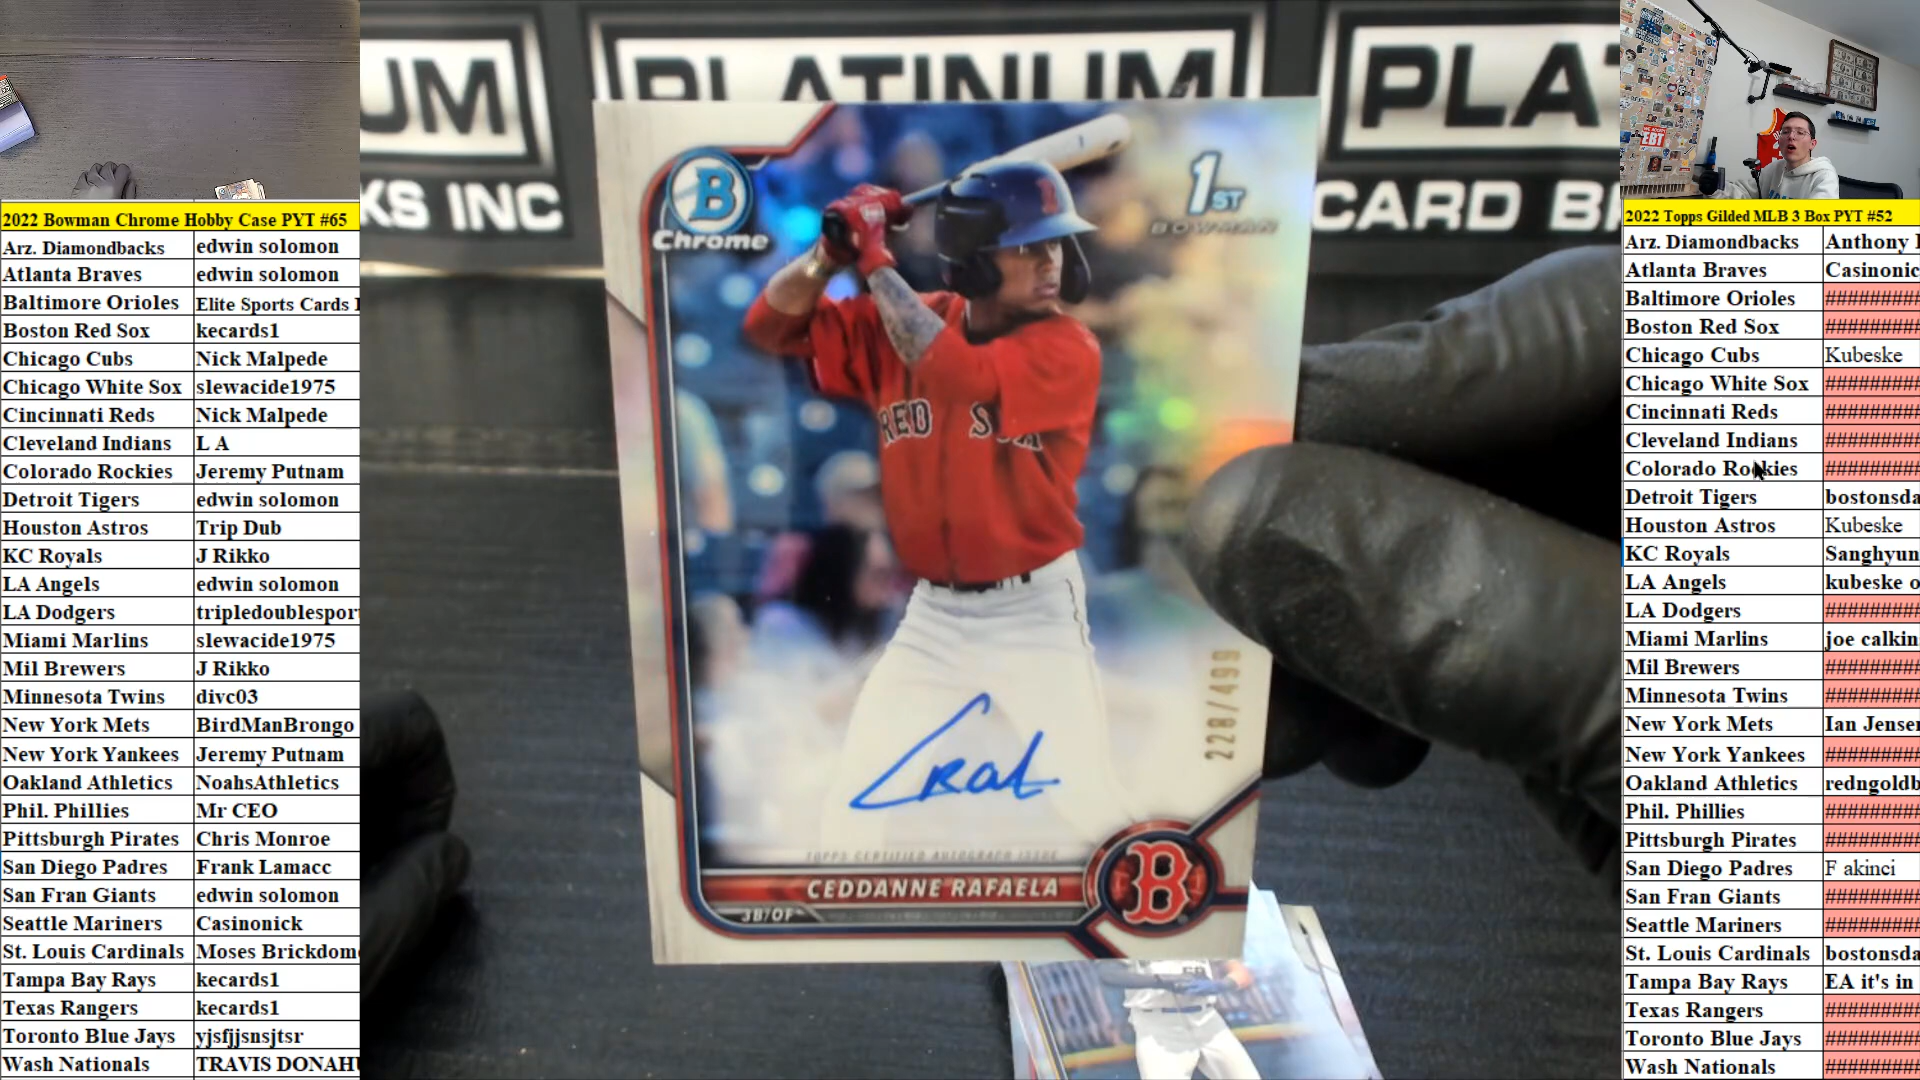 2022 Bowman Chrome Hobby Case PYT #65
Arz. Diamondbacks edwin solomon
Atlanta Braves edwin solomon
Baltimore Orioles Elite Sports Cards
Boston Red Sox kecards1
Chicago Cubs Nick Malpede
Chicago White Sox slewacide1975
Cincinnati Reds Nick Malpede
Cleveland Indians L A
Colorado Rockies Jeremy Putnam
Detroit Tigers edwin solomon
Houston Astros Trip Dub
KC Royals J Rikko
LA Angels edwin solomon
LA Dodgers tripledoublespor
Miami Marlins slewacide1975
Mil Brewers J Rikko
Minnesota Twins divc03
New York Mets BirdManBrongo
New York Yankees Jeremy Putnam
Oakland Athletics NoahsAthletics
Phil. Phillies Mr CEO
Pittsburgh Pirates Chris Monroe
San Diego Padres Frank Lamacc
San Fran Giants edwin solomon
Seattle Mariners Casinonick
St. Louis Cardinals Moses Brickdom
Tampa Bay Rays kecards1
Texas Rangers kecards1
Toronto Blue Jays yjsfjjsnsjtsr
Wash Nationals TRAVIS DONAH
UM PLATINUM PLA
KS INC CARD B
B
Chrome
1ST
BOWMAN
RED SOX
228/499
TOPPS CERTIFIED AUTOGRAPH ISSUE
CEDDANNE RAFAELA
3B/OF
B
EBT
2022 Topps Gilded MLB 3 Box PYT #52
Arz. Diamondbacks Anthony
Atlanta Braves Casinonic
Baltimore Orioles #########
Boston Red Sox #########
Chicago Cubs Kubeske
Chicago White Sox #########
Cincinnati Reds #########
Cleveland Indians #########
Colorado Rockies #########
Detroit Tigers bostonsda
Houston Astros Kubeske
KC Royals Sanghyun
LA Angels kubeske o
LA Dodgers #########
Miami Marlins joe calkin
Mil Brewers #########
Minnesota Twins #########
New York Mets Ian Jensen
New York Yankees #########
Oakland Athletics redngoldb
Phil. Phillies #########
Pittsburgh Pirates #########
San Diego Padres F akinci
San Fran Giants #########
Seattle Mariners #########
St. Louis Cardinals bostonsda
Tampa Bay Rays EA it's in
Texas Rangers #########
Toronto Blue Jays #########
Wash Nationals #########